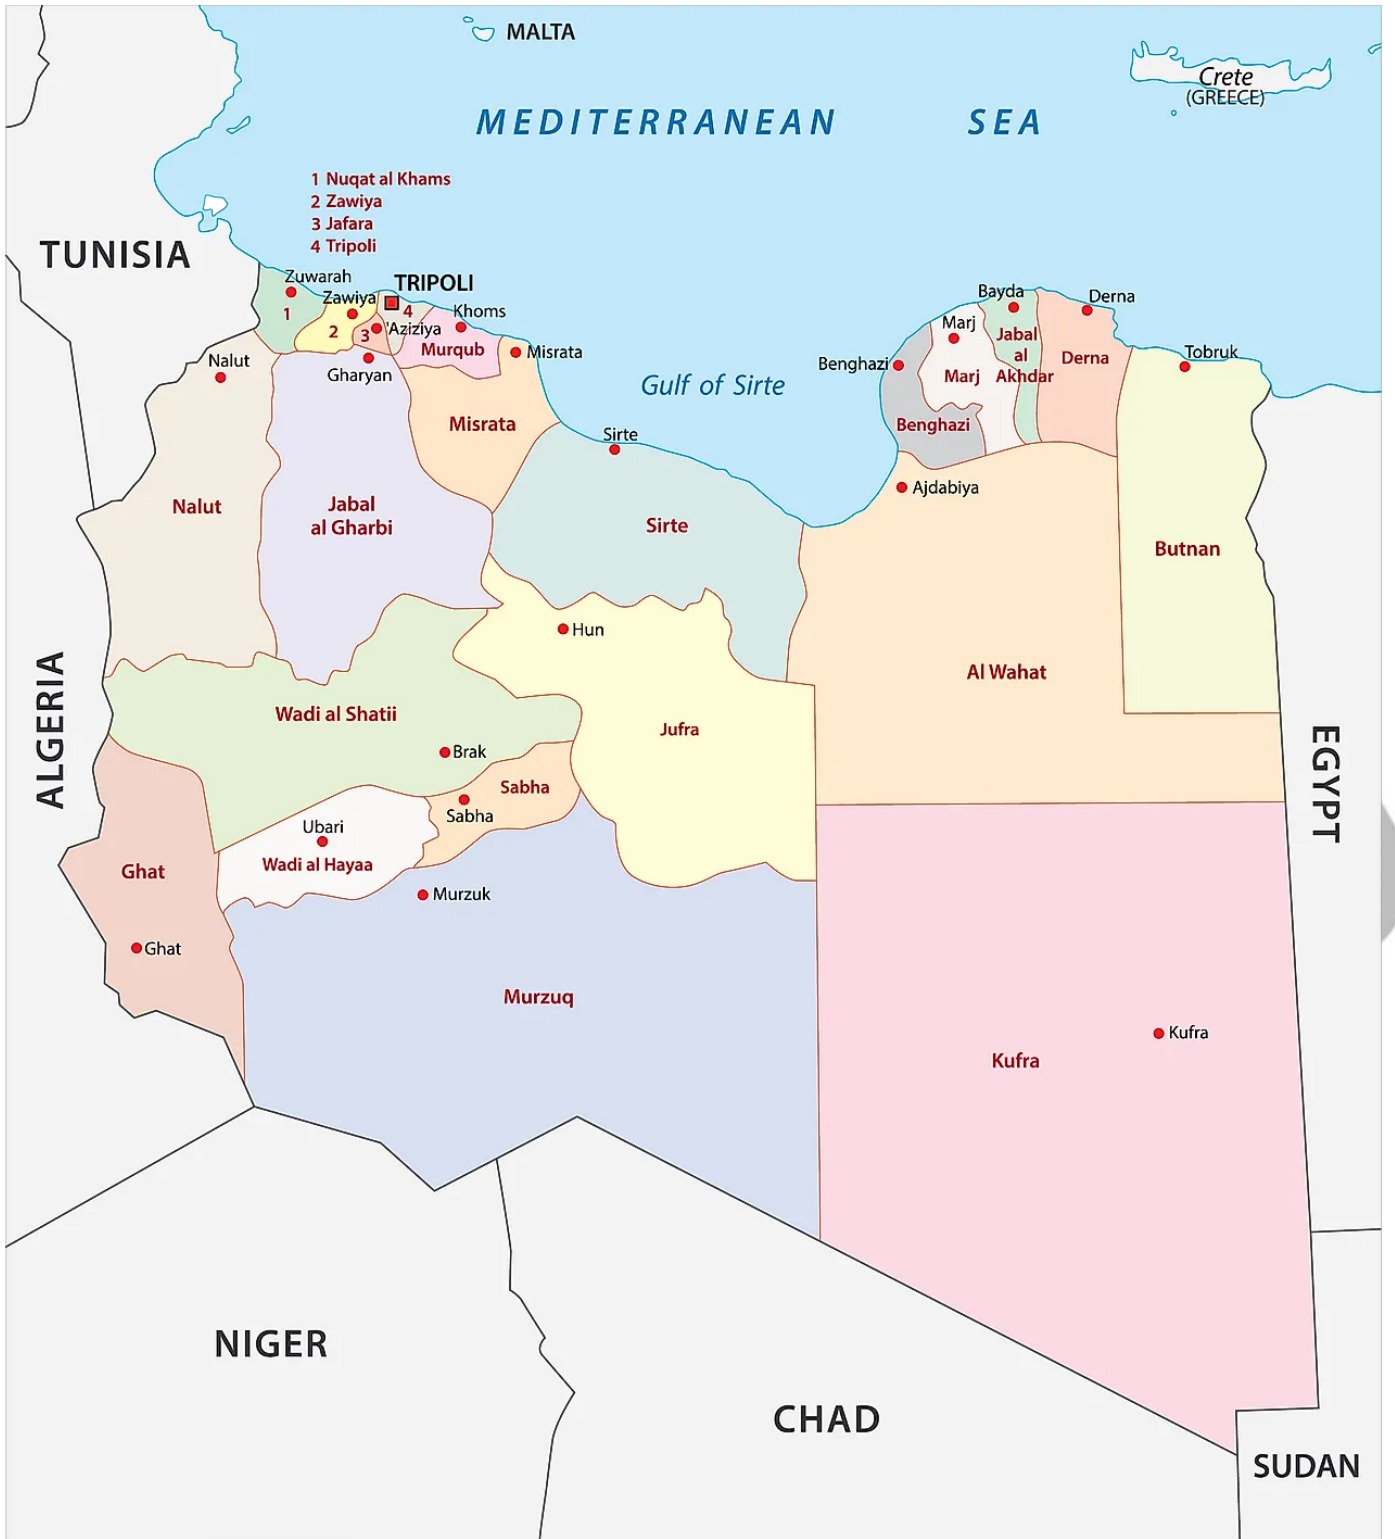 MALTA
Crete
(GREECE)
MEDITERRANEAN SEA
1 Nuqat al Khams
2 Zawiya
3 Jafara
4 Tripoli
TUNISIA
Zuwarah
TRIPOLI
Zawiya
1
2
3
4
'Aziziya
Khoms
Murqub
Misrata
Nalut
Gharyan
Gulf of Sirte
Bayda
Derna
Marj
Jabal
al
Akhdar
Derna
Tobruk
Benghazi
Marj
Benghazi
Misrata
Sirte
Ajdabiya
Nalut
Jabal
al Gharbi
Sirte
Butnan
Hun
Al Wahat
ALGERIA
Wadi al Shatii
Jufra
Brak
EGYPT
Sabha
Sabha
Ubari
Wadi al Hayaa
Ghat
Murzuk
Ghat
Murzuq
Kufra
Kufra
NIGER
CHAD
SUDAN